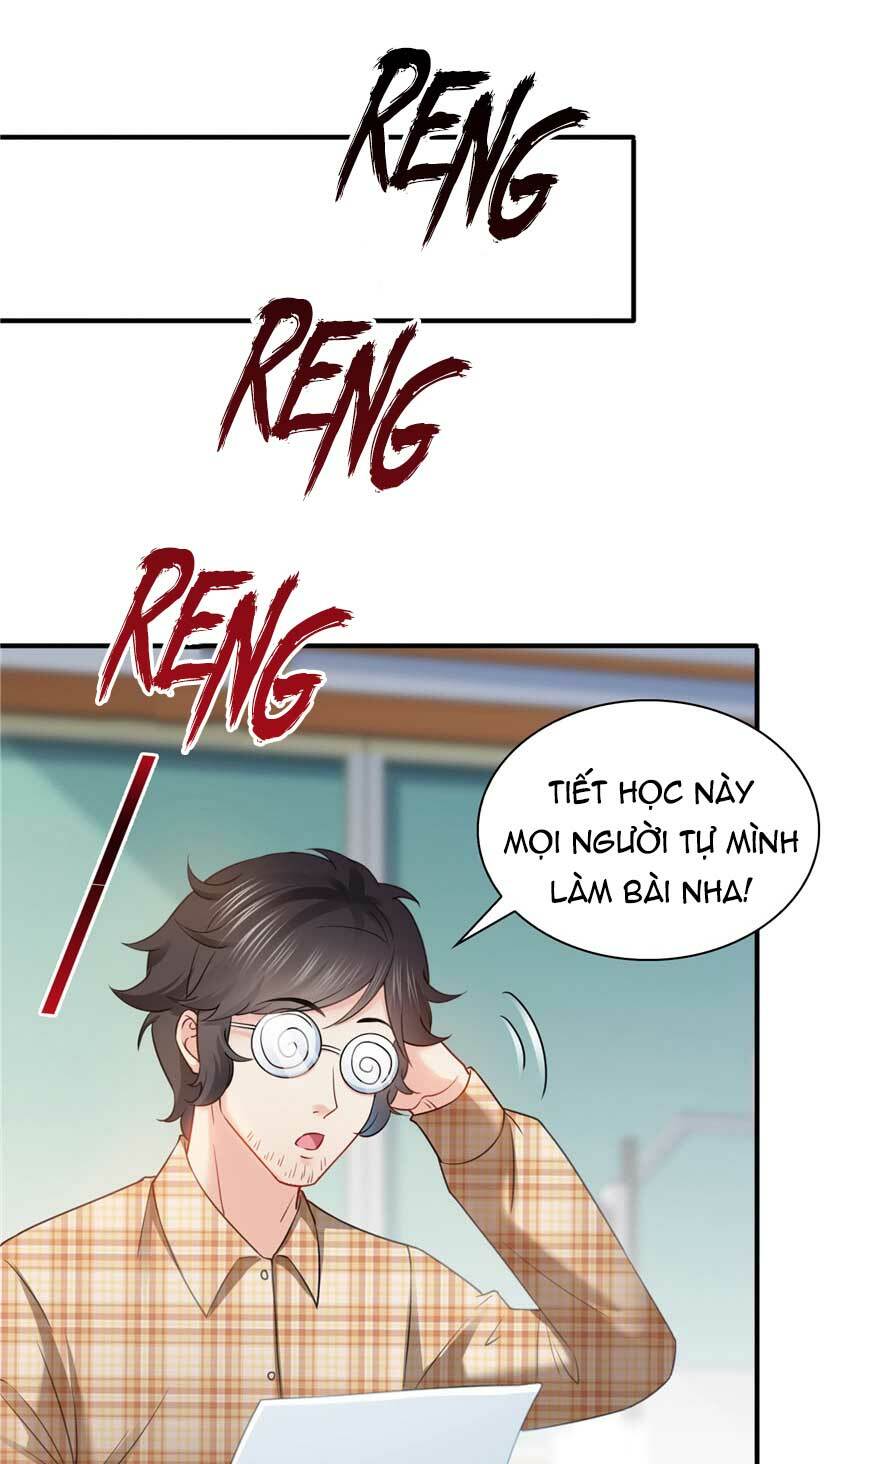 RENG
RENG
RENG
!
TIẾT HỌC NÀY
MỌI NGƯỜI TỰ MÌNH
LÀM BÀI NHA!